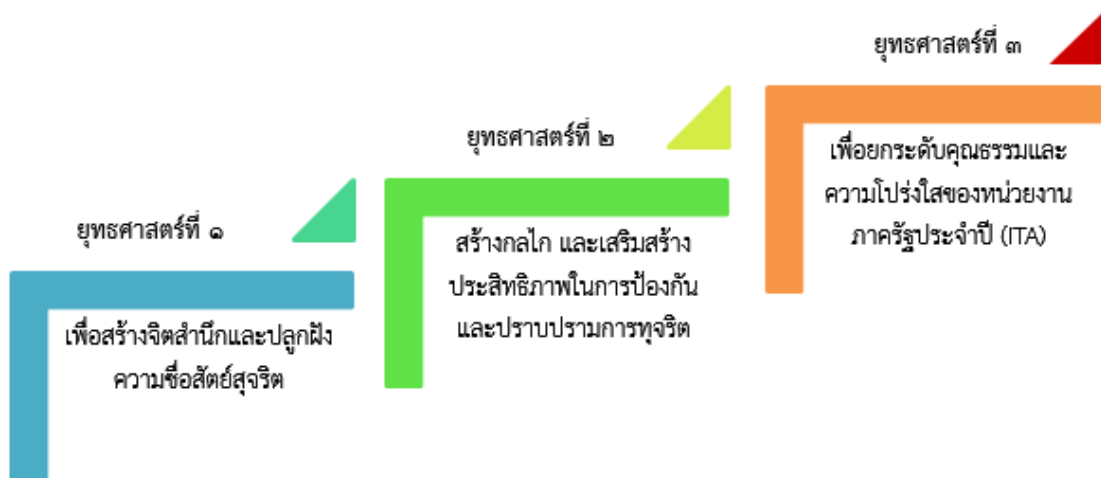 ยุทธศาสตร์ที่ ๑
เพื่อสร้างจิตสำนึกและปลูกฝัง
ความซื่อสัตย์สุจริต
ยุทธศาสตร์ที่ ๒
สร้างกลไก และเสริมสร้าง
ประสิทธิภาพในการป้องกัน
และปราบปรามการทุจริต
ยุทธศาสตร์ที่ ๓
เพื่อยกระดับคุณธรรมและ
ความโปร่งใสของหน่วยงาน
ภาครัฐประจำปี (ITA)